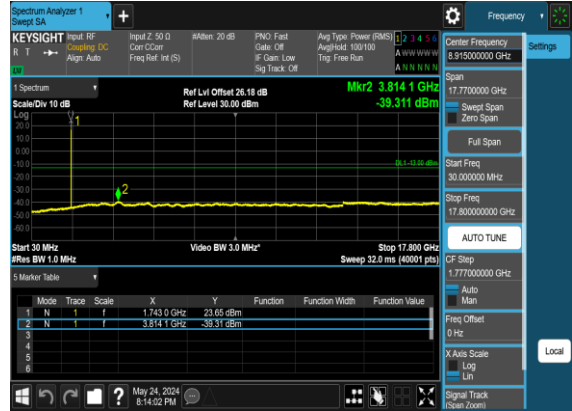 Spectrum Analyzer 1
Swept SA
Frequency
KEYSIGHT
R T
LW
Input: RF
Coupling: DC
Align: Auto
Input Z: 50 Ω
Corr CCorr
Freq Ref: Int (S)
#Atten: 20 dB
PNO: Fast
Gate: Off
IF Gain: Low
Sig Track: Off
Avg Type: Power (RMS)
Avg|Hold: 100/100
Trig: Free Run
1 2 3 4 5 6
A W W W W W
A N N N N N
1 Spectrum
Scale/Div 10 dB
Ref Lvl Offset 26.18 dB
Ref Level 30.00 dBm
Mkr2 3.814 1 GHz
-39.311 dBm
Log
20.0
10.0
0.00
-10.0
-20.0
-30.0
-40.0
-50.0
-60.0
1
2
DL1 -13.00 dBm
Start 30 MHz
#Res BW 1.0 MHz
Video BW 3.0 MHz*
Stop 17.800 GHz
Sweep 32.0 ms (40001 pts)
5 Marker Table
Mode Trace Scale X Y Function Function Width Function Value
1 N 1 f 1.743 0 GHz 23.65 dBm
2 N 1 f 3.814 1 GHz -39.31 dBm
3
4
5
6
May 24, 2024
8:14:02 PM
Center Frequency
8.915000000 GHz
Span
17.7700000 GHz
Swept Span
Zero Span
Full Span
Start Freq
30.000000 MHz
Stop Freq
17.800000000 GHz
AUTO TUNE
CF Step
1.777000000 GHz
Auto
Man
Freq Offset
0 Hz
X Axis Scale
Log
Lin
Signal Track
(Span Zoom)
Settings
Local